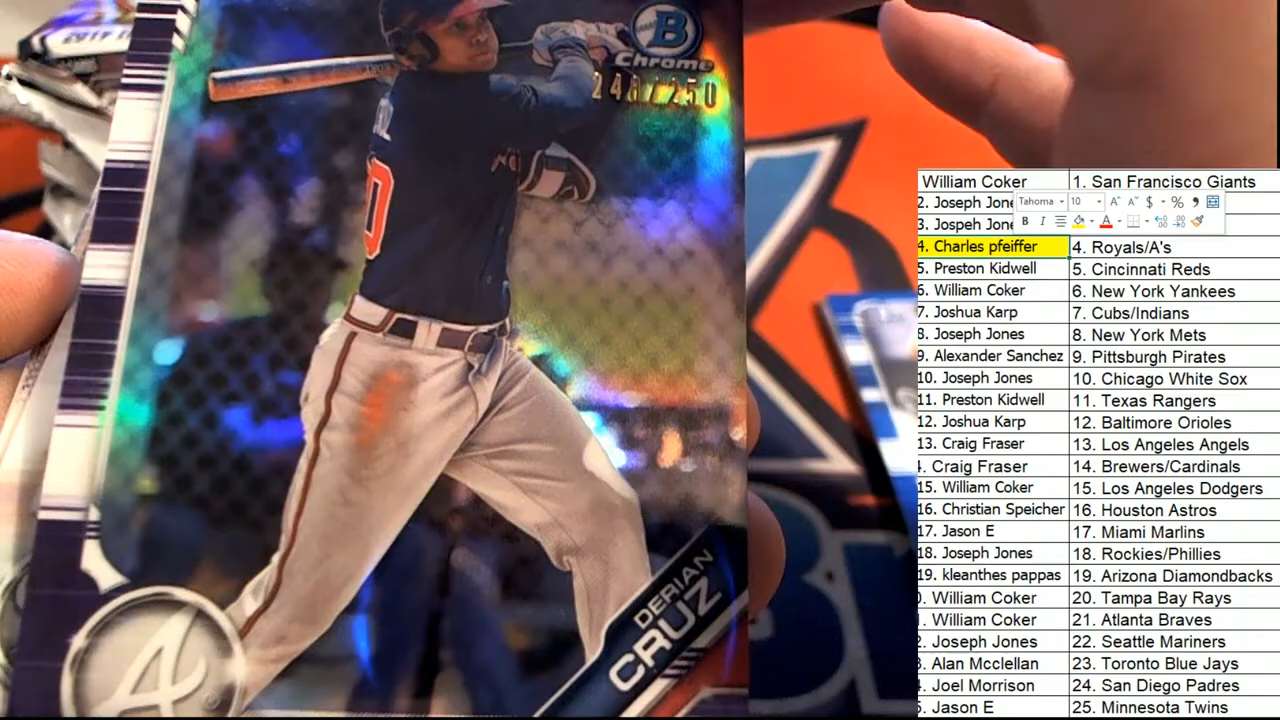 B
Chrome
248/250
DERIAN
CRUZ
A
William Coker 1. San Francisco Giants
2. Joseph Jone
Tahoma 10 A A $ % ,
3. Jospeh Jone
B I A
4. Charles pfeiffer 4. Royals/A's
5. Preston Kidwell 5. Cincinnati Reds
6. William Coker 6. New York Yankees
7. Joshua Karp 7. Cubs/Indians
8. Joseph Jones 8. New York Mets
9. Alexander Sanchez 9. Pittsburgh Pirates
10. Joseph Jones 10. Chicago White Sox
11. Preston Kidwell 11. Texas Rangers
12. Joshua Karp 12. Baltimore Orioles
13. Craig Fraser 13. Los Angeles Angels
4. Craig Fraser 14. Brewers/Cardinals
15. William Coker 15. Los Angeles Dodgers
16. Christian Speicher 16. Houston Astros
17. Jason E 17. Miami Marlins
18. Joseph Jones 18. Rockies/Phillies
19. kleanthes pappas 19. Arizona Diamondbacks
0. William Coker 20. Tampa Bay Rays
. William Coker 21. Atlanta Braves
2. Joseph Jones 22. Seattle Mariners
3. Alan Mcclellan 23. Toronto Blue Jays
4. Joel Morrison 24. San Diego Padres
5. Jason E 25. Minnesota Twins